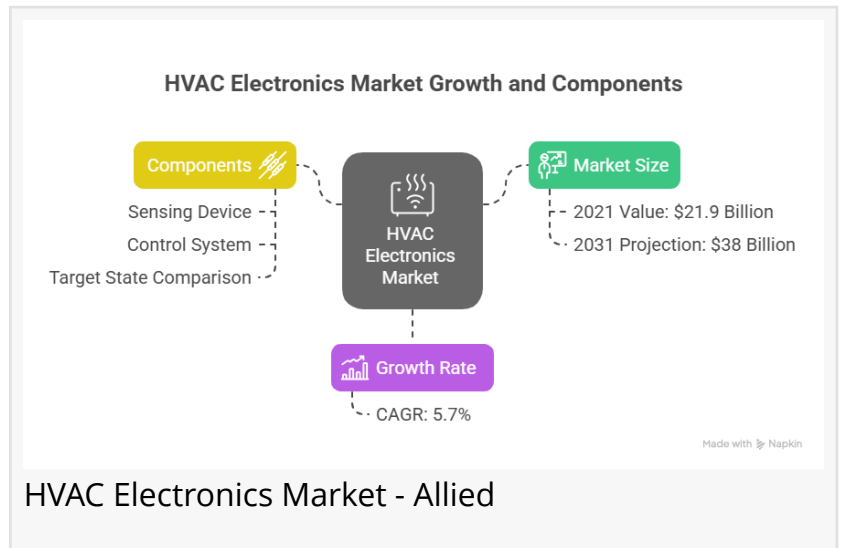 HVAC Electronics Market Growth and Components
Components
Sensing Device
Control System
Target State Comparison
HVAC
Electronics
Market
Market Size
2021 Value: $21.9 Billion
2031 Projection: $38 Billion
Growth Rate
CAGR: 5.7%
Made with Napkin
HVAC Electronics Market - Allied